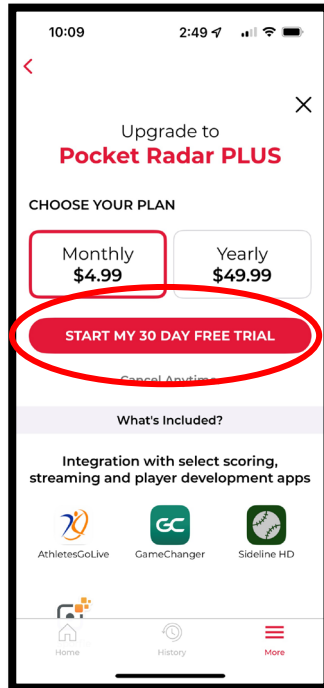 10:09
2:49
Upgrade to
Pocket Radar PLUS
CHOOSE YOUR PLAN
Monthly
$4.99
Yearly
$49.99
START MY 30 DAY FREE TRIAL
Cancel Anytime
What's Included?
Integration with select scoring,
streaming and player development apps
GC
AthletesGoLive
GameChanger
Sideline HD
Home
History
More